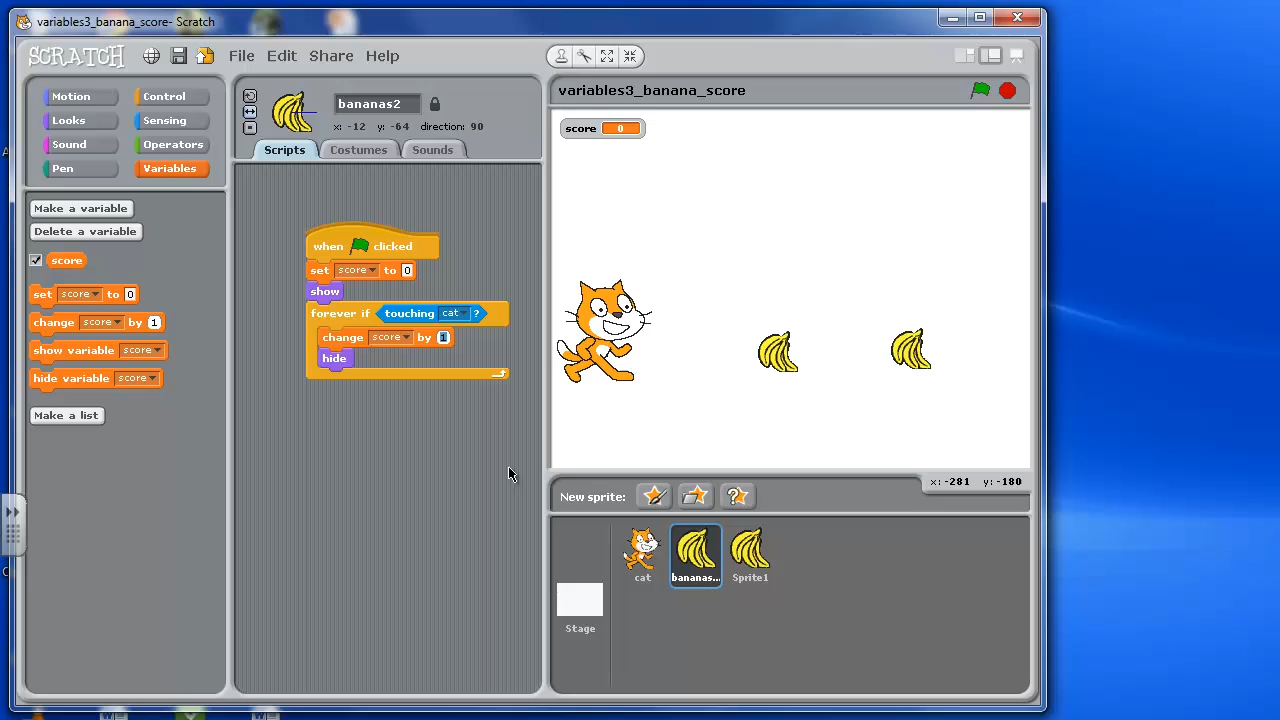 variables3_banana_score- Scratch
SCRATCH File Edit Share Help
Motion Control
Looks Sensing
Sound Operators
Pen Variables
Make a variable
Delete a variable
score
set score to 0
change score by 1
show variable score
hide variable score
Make a list
bananas2
x: -12 y: -64 direction: 90
Scripts Costumes Sounds
when clicked
set score to 0
show
forever if touching cat ?
change score by 1
hide
variables3_banana_score
score 0
x: -281 y: -180
New sprite:
cat bananas... Sprite1
Stage